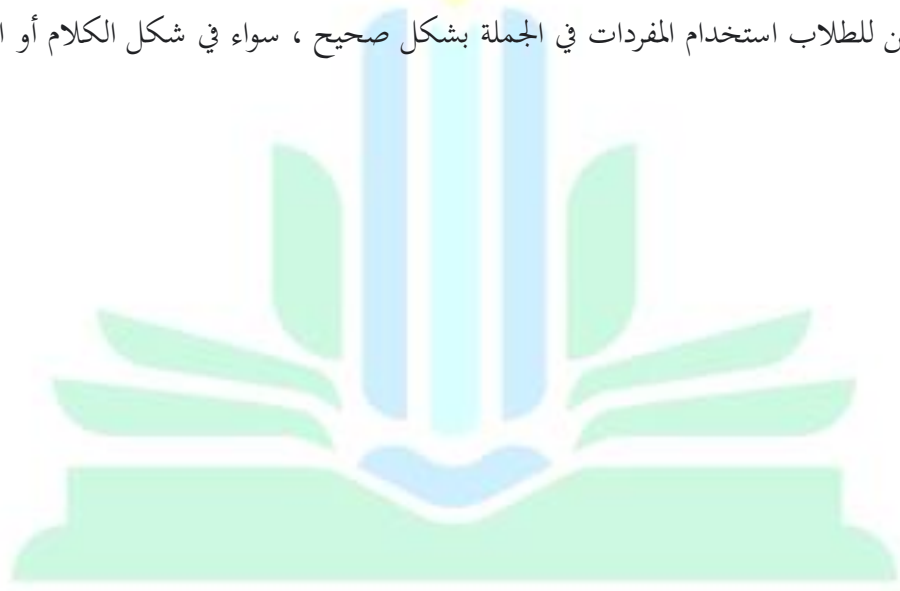 للطلاب استخدام المفردات في الجملة بشكل صحيح ، سواء في شكل الكلام أو